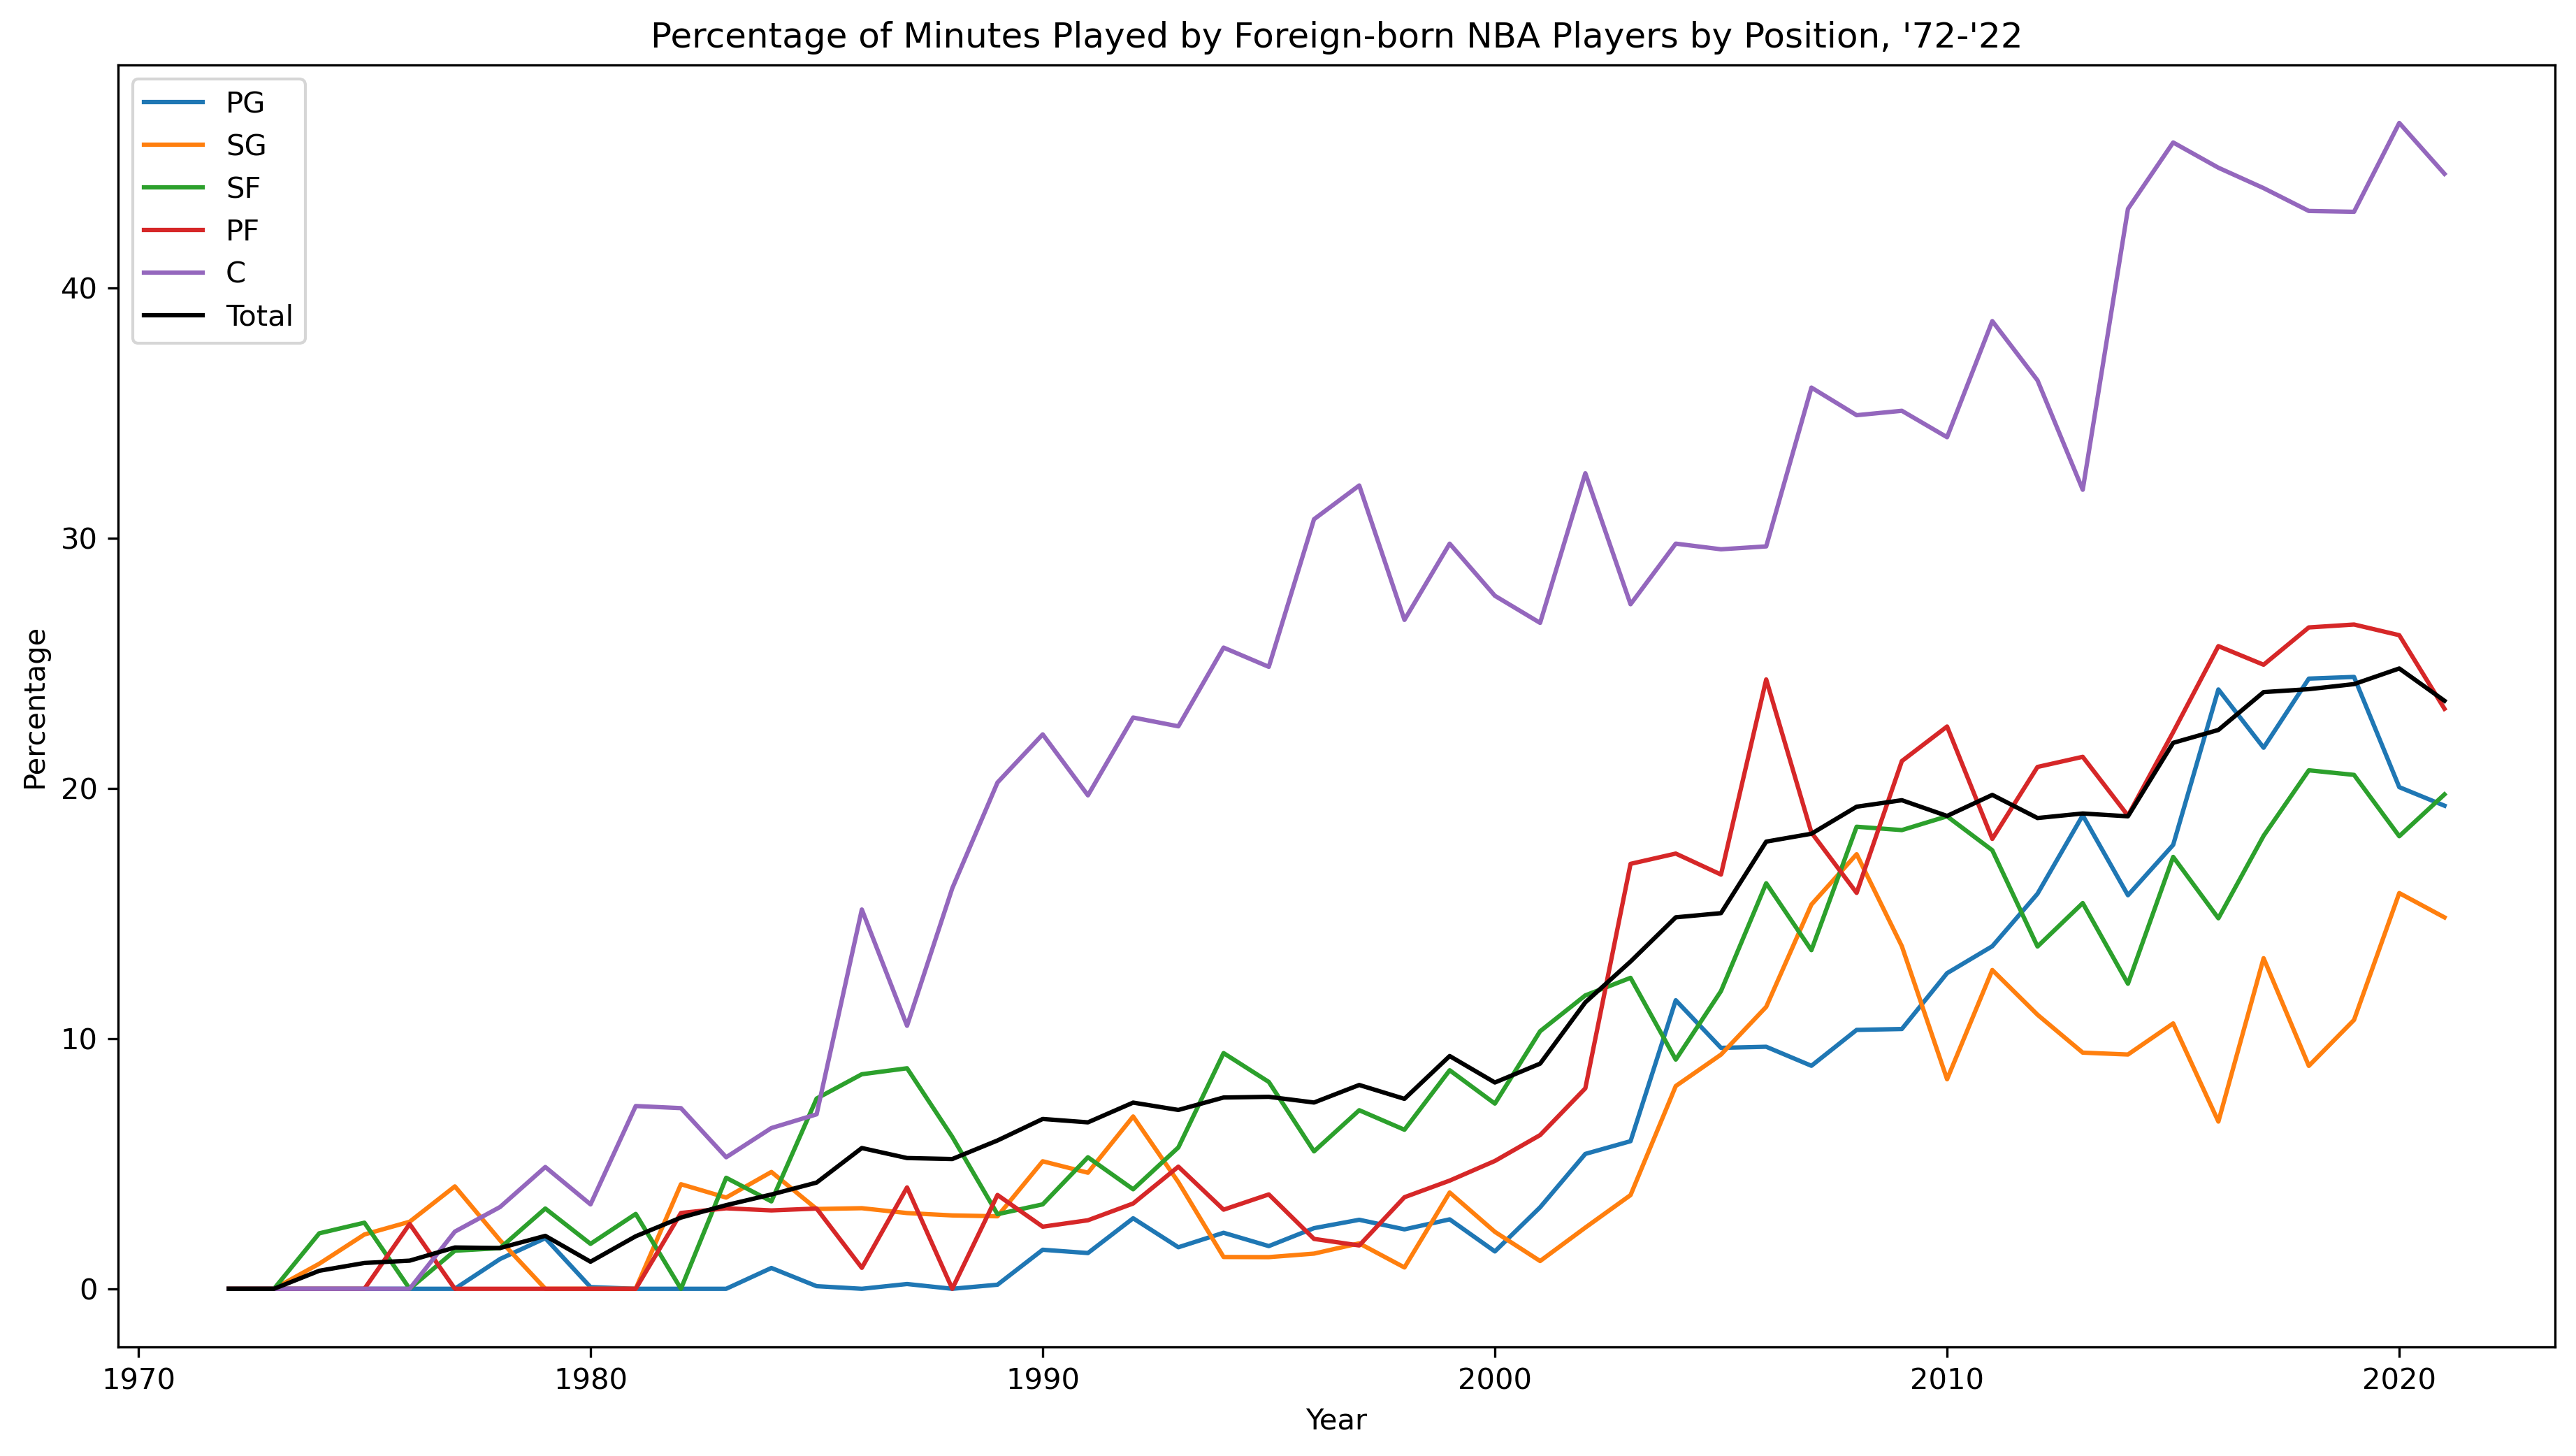 Percentage of Minutes Played by Foreign-born NBA Players by Position, '72-'22
PG
SG
SF
PF
C
Total
Percentage
40
30
20
10
0
1970 1980 1990 2000 2010 2020
Year